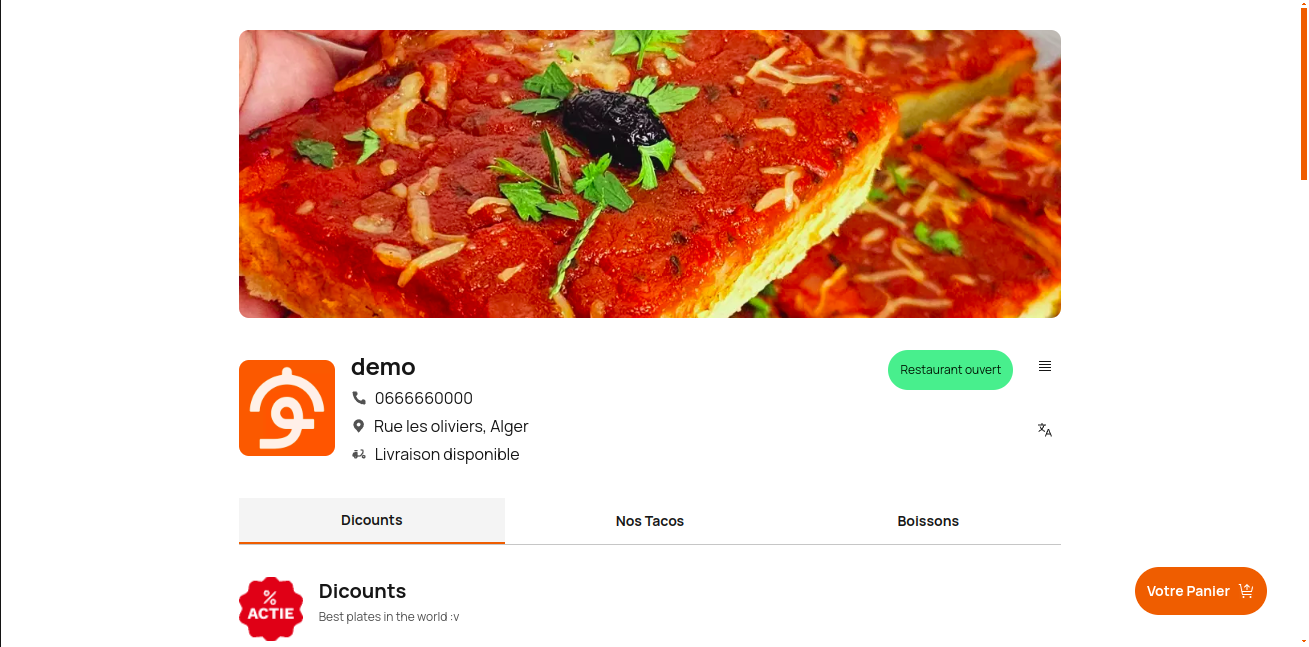 demo
0666660000
Rue les oliviers, Alger
Livraison disponible
Restaurant ouvert
Dicounts
Nos Tacos
Boissons
%
ACTIE
Dicounts
Best plates in the world :v
Votre Panier